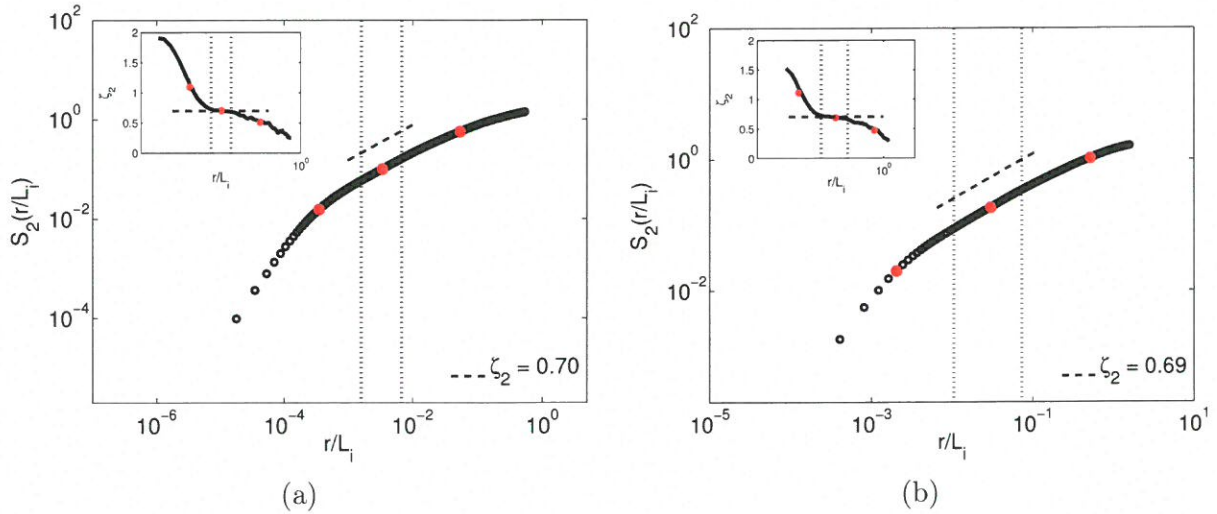 10^2
10^0
10^-2
10^-4
S_2(r/L_i)
2
1.5
1
0.5
0
ζ_2
r/L_i
10^0
ζ_2 = 0.70
10^-6
10^-4
10^-2
10^0
r/L_i
(a)
10^2
10^0
10^-2
S_2(r/L_i)
2
1.5
1
0.5
0
ζ_2
r/L_i
10^0
ζ_2 = 0.69
10^-5
10^-3
10^-1
10^1
r/L_i
(b)